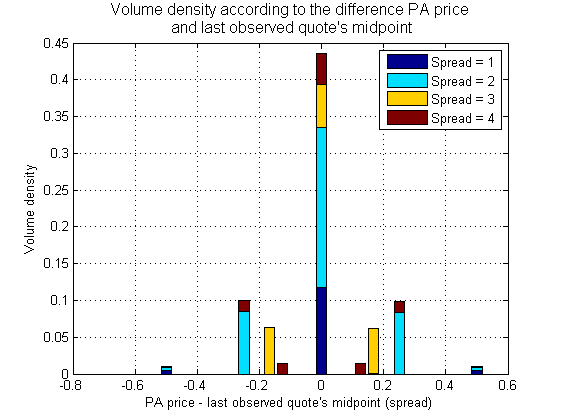 Volume density according to the difference PA price
and last observed quote's midpoint
0.45
0.4
0.35
0.3
0.25
0.2
0.15
0.1
0.05
0
Volume density
Spread = 1
Spread = 2
Spread = 3
Spread = 4
-0.8
-0.6
-0.4
-0.2
0
0.2
0.4
0.6
PA price - last observed quote's midpoint (spread)